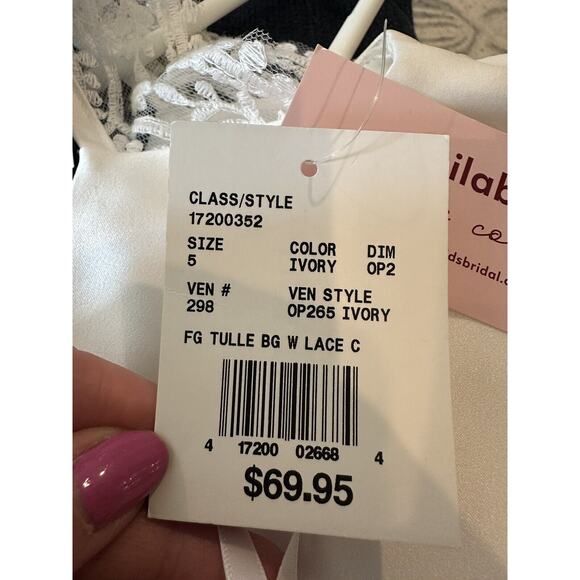 CLASS/STYLE
17200352
SIZE COLOR DIM
5 IVORY OP2
VEN # VEN STYLE
298 OP265 IVORY
FG TULLE BG W LACE C
4 17200 02668 4
$69.95